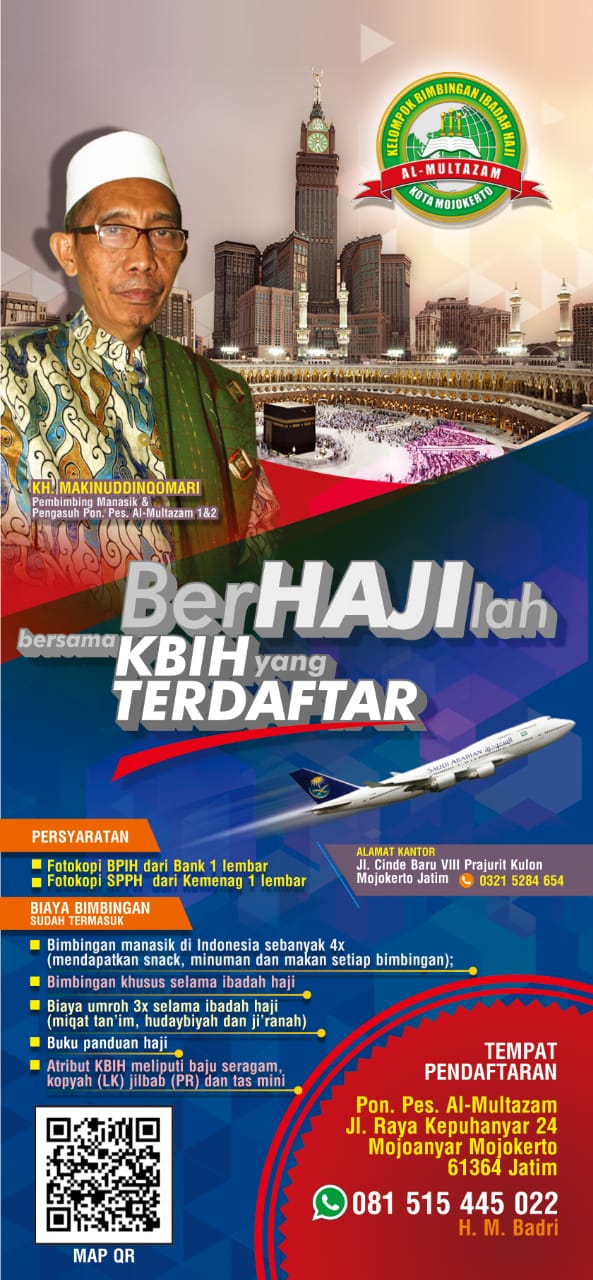 KELOMPOK BIMBINGAN IBADAH HAJI
AL-MULTAZAM
KOTA MOJOKERTO
KH. MAKINUDDINQOMARI
Pembimbing Manasik &
Pengasuh Pon. Pes. Al-Multazam 1&2
BerHAJIlah
bersama KBIH yang
TERDAFTAR
SAUDI ARABIAN السعودية
PERSYARATAN
Fotokopi BPIH dari Bank 1 lembar
Fotokopi SPPH dari Kemenag 1 lembar
ALAMAT KANTOR
Jl. Cinde Baru VIII Prajurit Kulon
Mojokerto Jatim 0321 5284 654
BIAYA BIMBINGAN
SUDAH TERMASUK
Bimbingan manasik di Indonesia sebanyak 4x
(mendapatkan snack, minuman dan makan setiap bimbingan);
Bimbingan khusus selama ibadah haji
Biaya umroh 3x selama ibadah haji
(miqat tan'im, hudaybiyah dan ji'ranah)
Buku panduan haji
Atribut KBIH meliputi baju seragam,
kopyah (LK) jilbab (PR) dan tas mini
MAP QR
TEMPAT
PENDAFTARAN
Pon. Pes. Al-Multazam
Jl. Raya Kepuhanyar 24
Mojoanyar Mojokerto
61364 Jatim
081 515 445 022
H. M. Badri